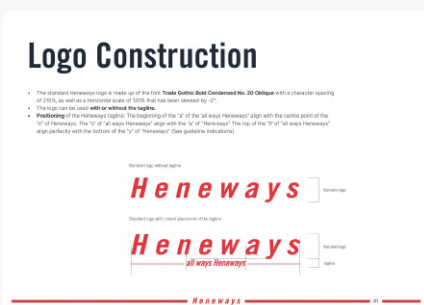 Logo Construction
• The standard Heneways logo is made up of the font Trade Gothic Bold Condensed No. 20 Oblique with a character spacing
of 210%, as well as a horizontal scale of 120% that has been skewed by -2°.
• The logo can be used with or without the tagline.
• Positioning of the Heneways tagline: The beginning of the "a" of the "all ways Heneways" align with the centre point of the
"n" of Heneways. The "s" of "all ways Heneways" align with the "a" of "Heneways" The top of the "l" of "all ways Heneways"
align perfectly with the bottom of the "y" of "Heneways" (See guideline indications)
Standard logo without tagline
Heneways
Standard logo with correct placement of the tagline
Heneways
all ways Heneways
Tagline
Heneways
01